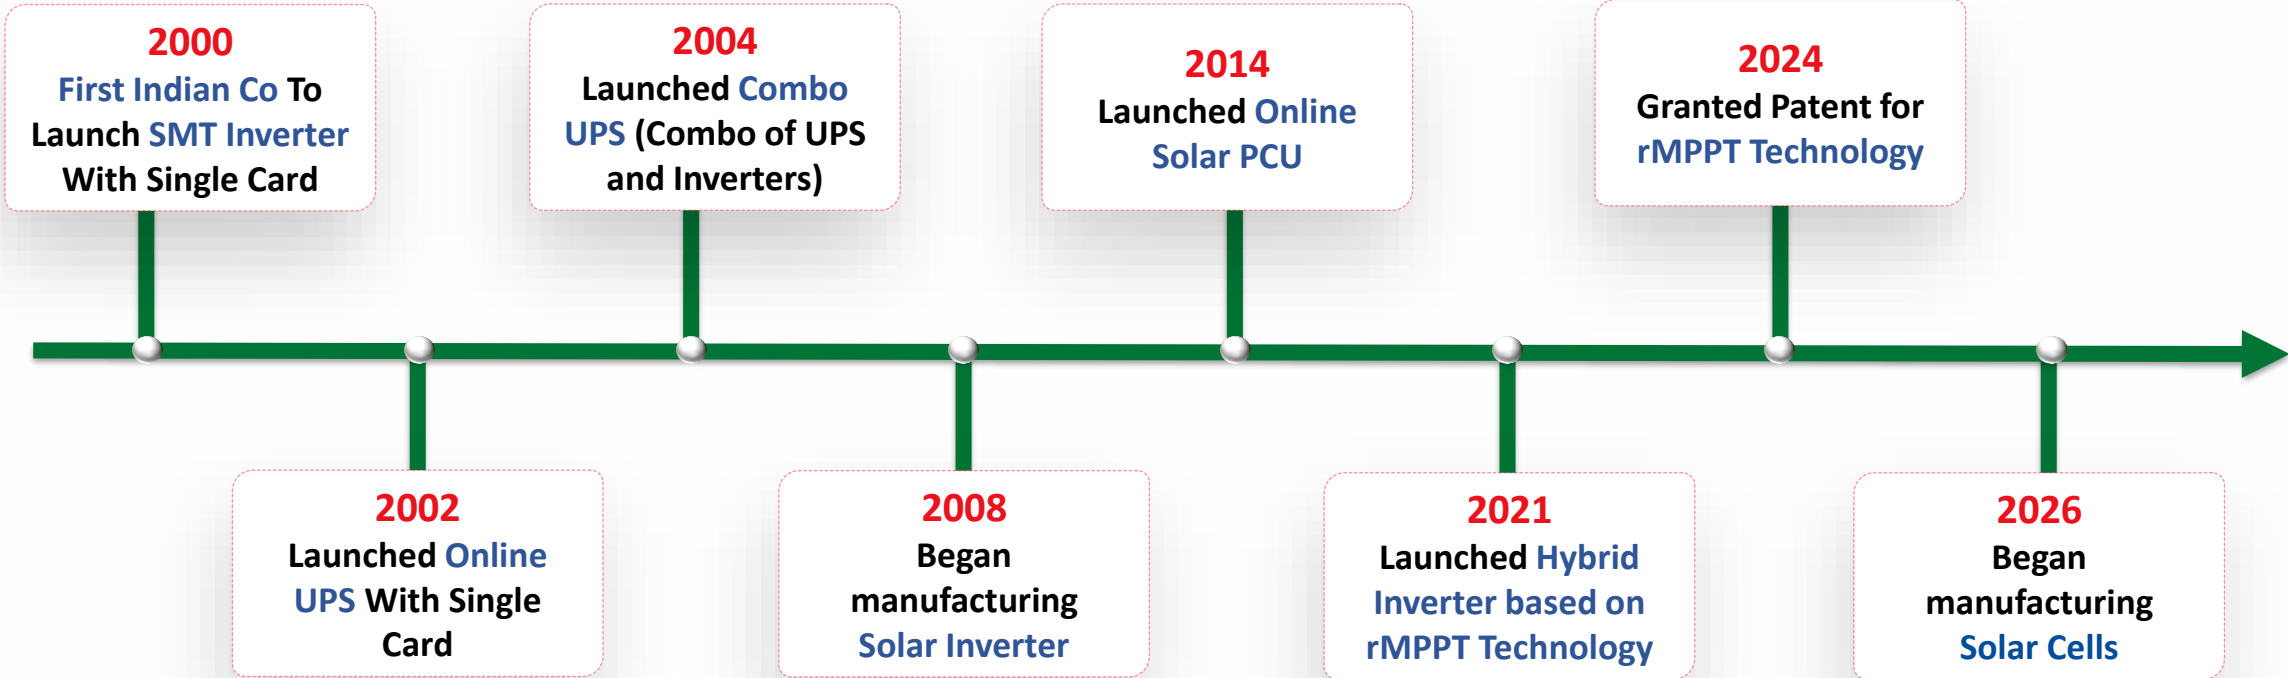 2000
First Indian Co To
Launch SMT Inverter
With Single Card
2002
Launched Online
UPS With Single
Card
2004
Launched Combo
UPS (Combo of UPS
and Inverters)
2008
Began
manufacturing
Solar Inverter
2014
Launched Online
Solar PCU
2021
Launched Hybrid
Inverter based on
rMPPT Technology
2024
Granted Patent for
rMPPT Technology
2026
Began
manufacturing
Solar Cells